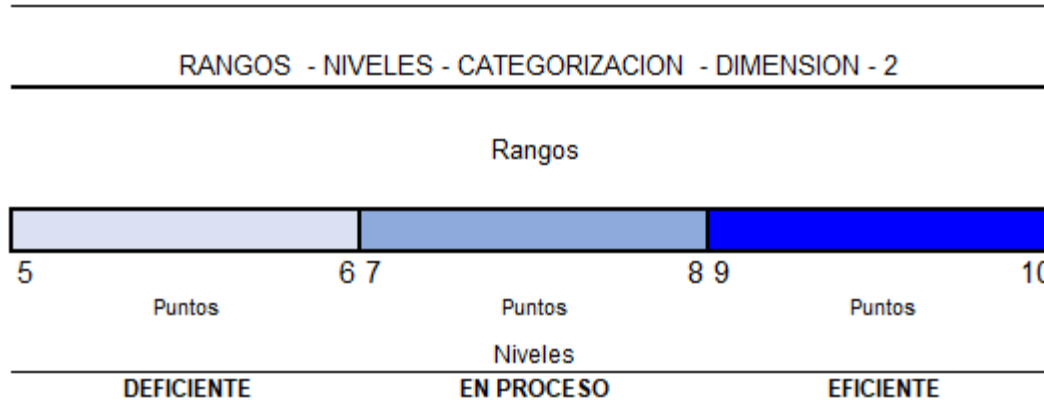 RANGOS - NIVELES - CATEGORIZACION - DIMENSION - 2
Rangos
5 6 7 8 9 10
Puntos Puntos Puntos
Niveles
DEFICIENTE EN PROCESO EFICIENTE